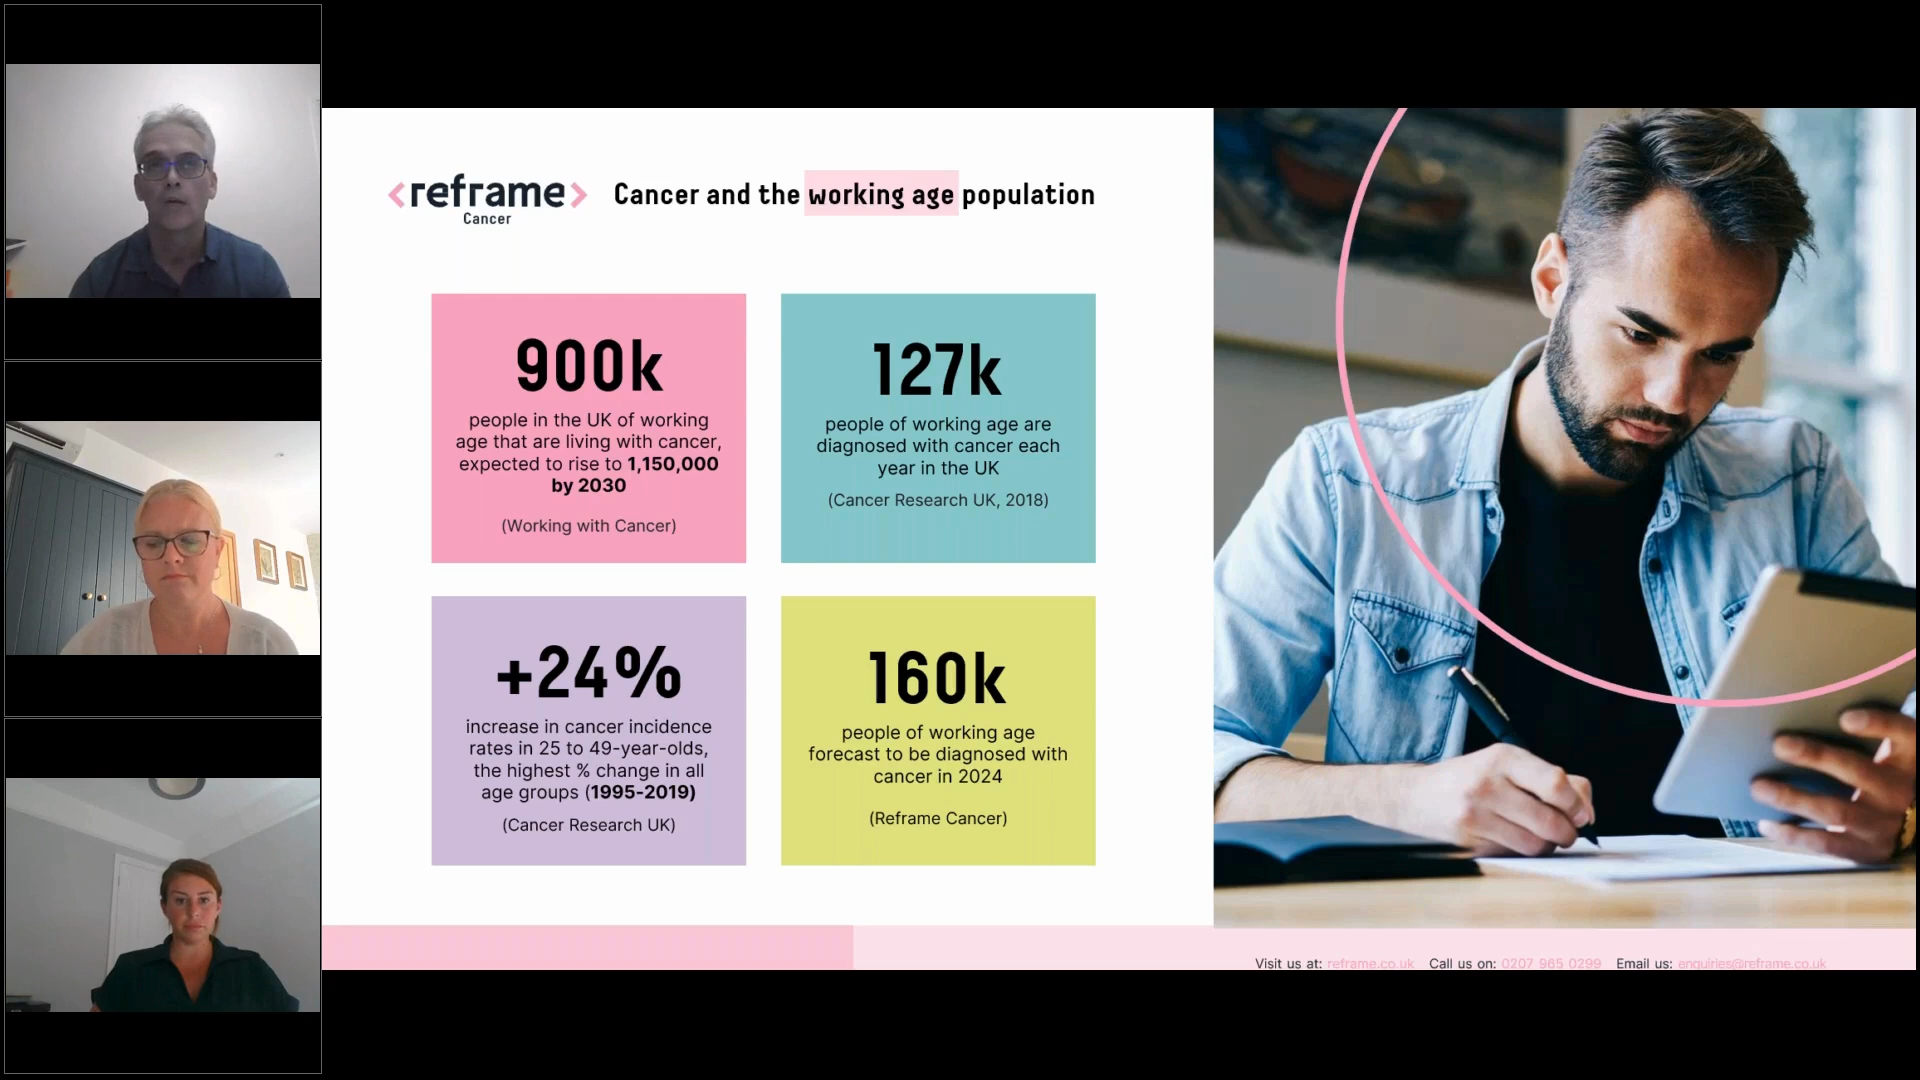 <reframe>
Cancer
Cancer and the working age population
900k
people in the UK of working
age that are living with cancer,
expected to rise to 1,150,000
by 2030
(Working with Cancer)
127k
people of working age are
diagnosed with cancer each
year in the UK
(Cancer Research UK, 2018)
+24%
increase in cancer incidence
rates in 25 to 49-year-olds,
the highest % change in all
age groups (1995-2019)
(Cancer Research UK)
160k
people of working age
forecast to be diagnosed with
cancer in 2024
(Reframe Cancer)
Visit us at: reframe.co.uk Call us on: 0207 965 0299 Email us: enquiries@reframe.co.uk